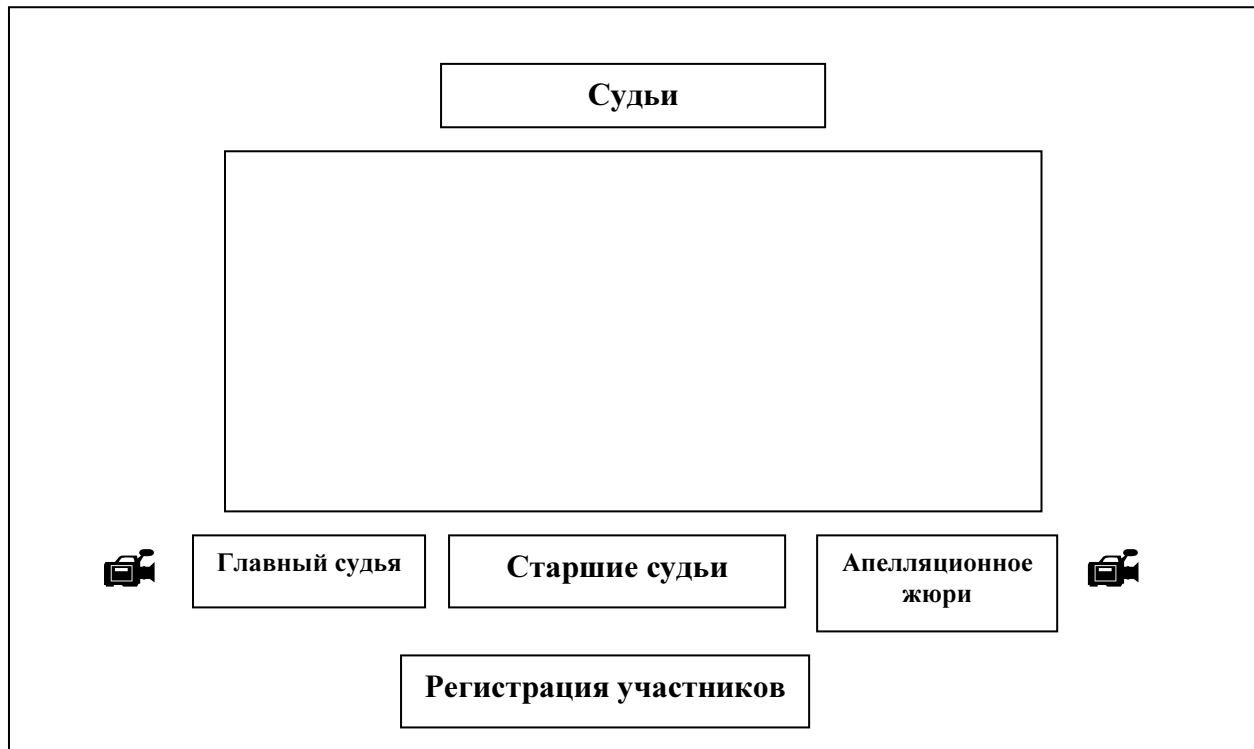 Судьи
Главный судья
Старшие судьи
Апелляционное
жюри
Регистрация участников